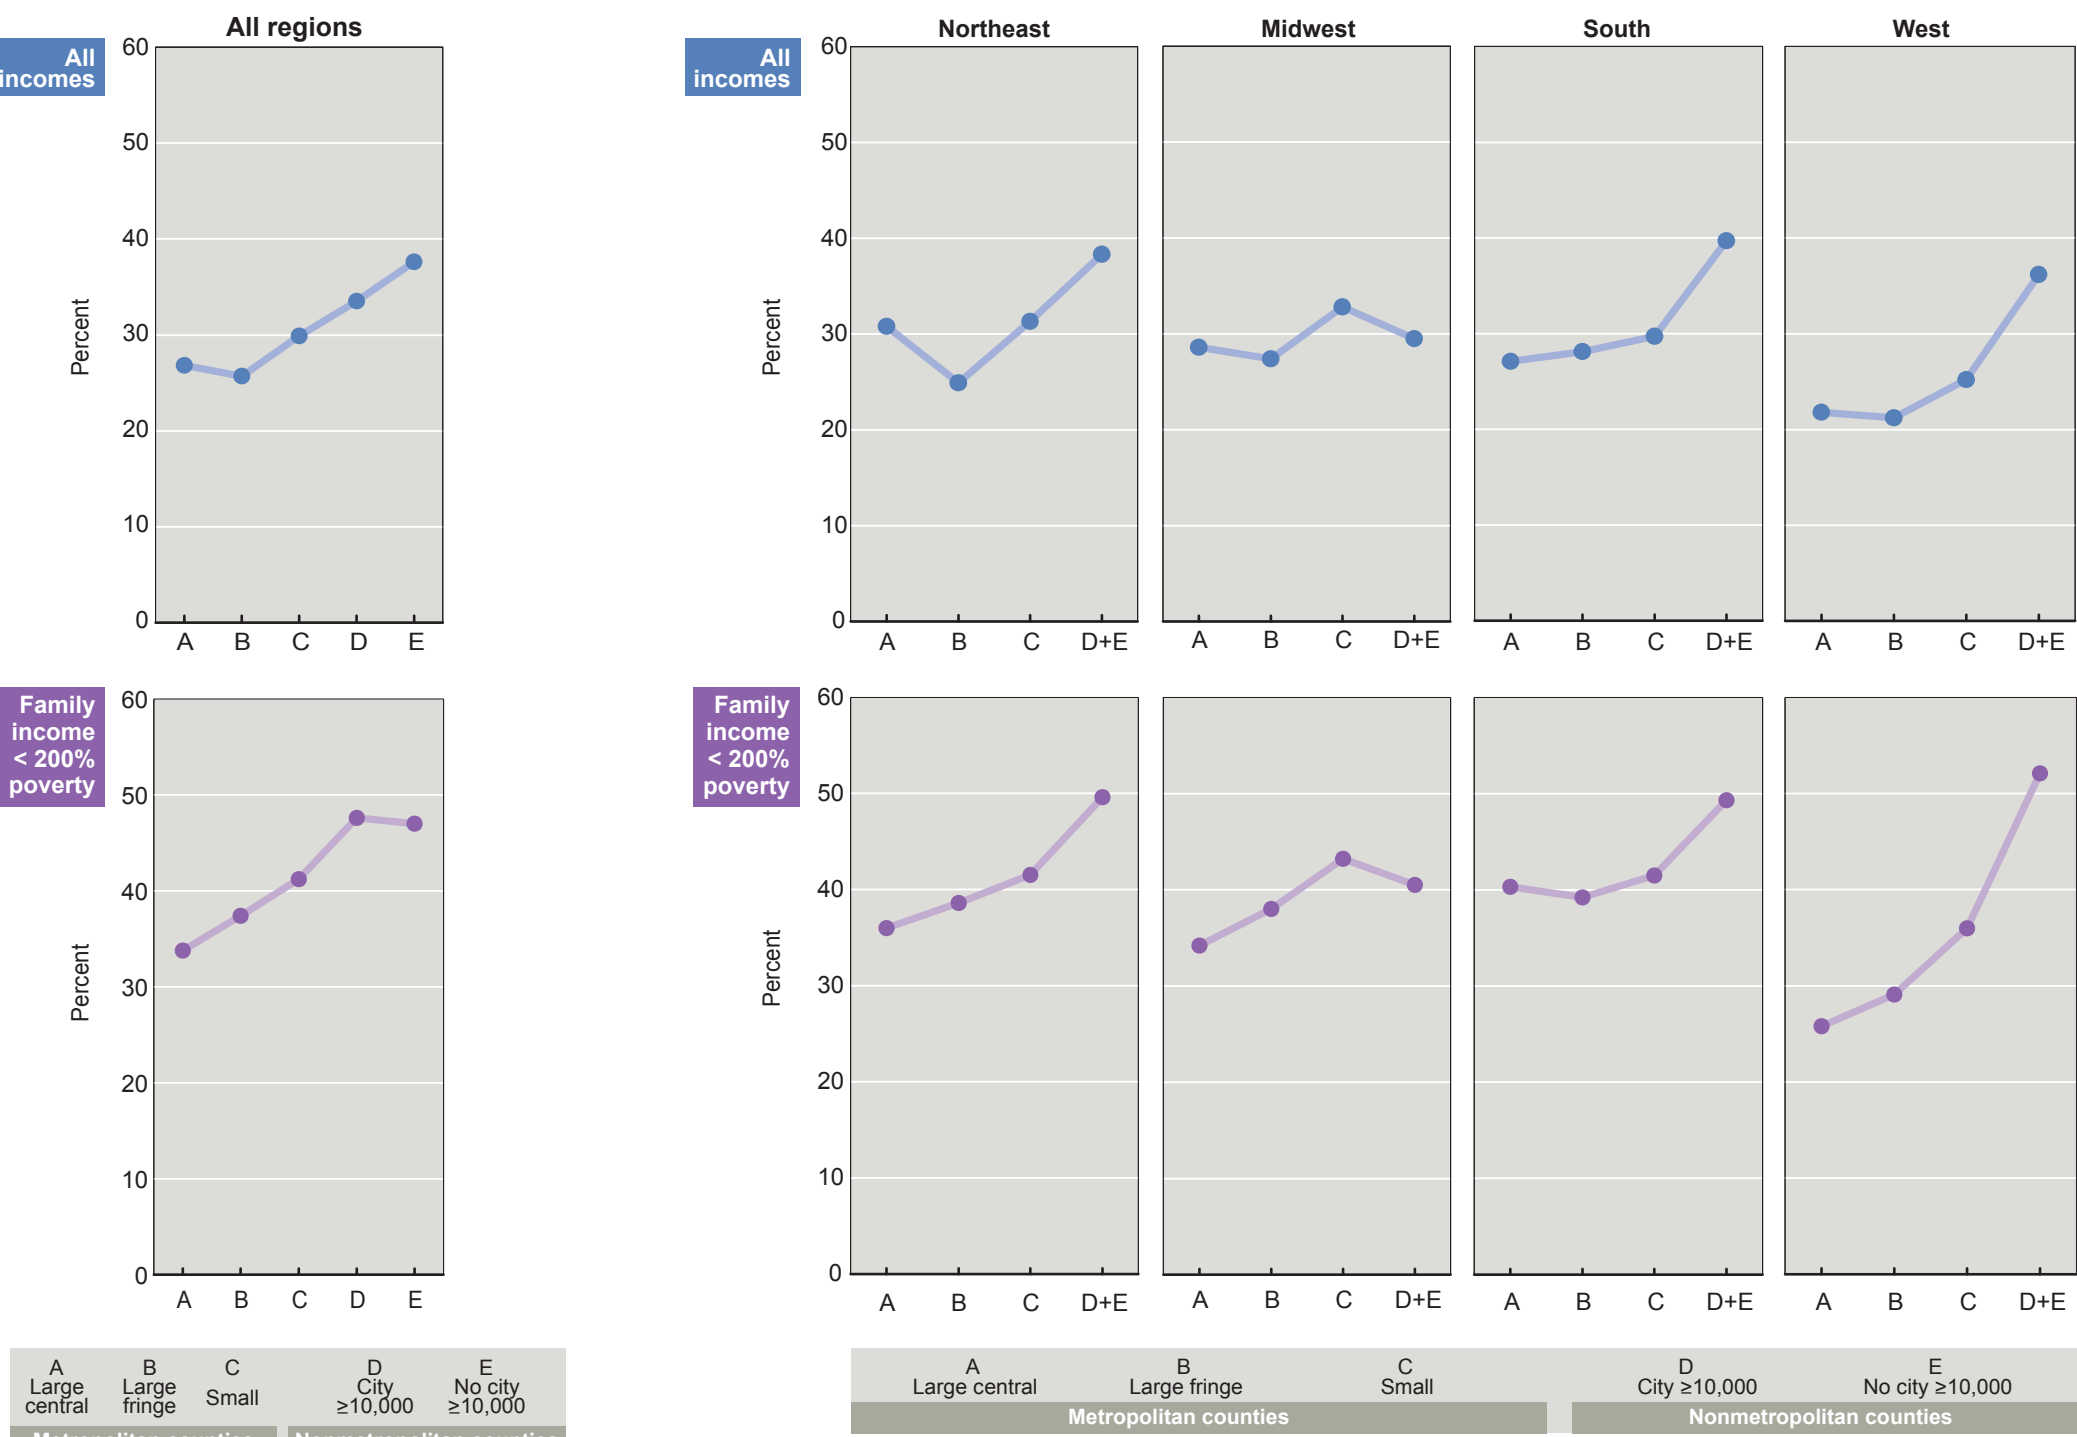 All regions
All
incomes
60
50
40
30
20
10
0
Percent
A B C D E
Northeast Midwest South West
All
incomes
60
50
40
30
20
10
0
Percent
A B C D+E A B C D+E A B C D+E A B C D+E
Family
income
< 200%
poverty
60
50
40
30
20
10
0
Percent
A B C D E
Family
income
< 200%
poverty
60
50
40
30
20
10
0
Percent
A B C D+E A B C D+E A B C D+E A B C D+E
A B C D E
Large Large Small City No city
central fringe ≥10,000 ≥10,000
Metropolitan counties Nonmetropolitan counties
A B C D E
Large central Large fringe Small City ≥10,000 No city ≥10,000
Metropolitan counties Nonmetropolitan counties